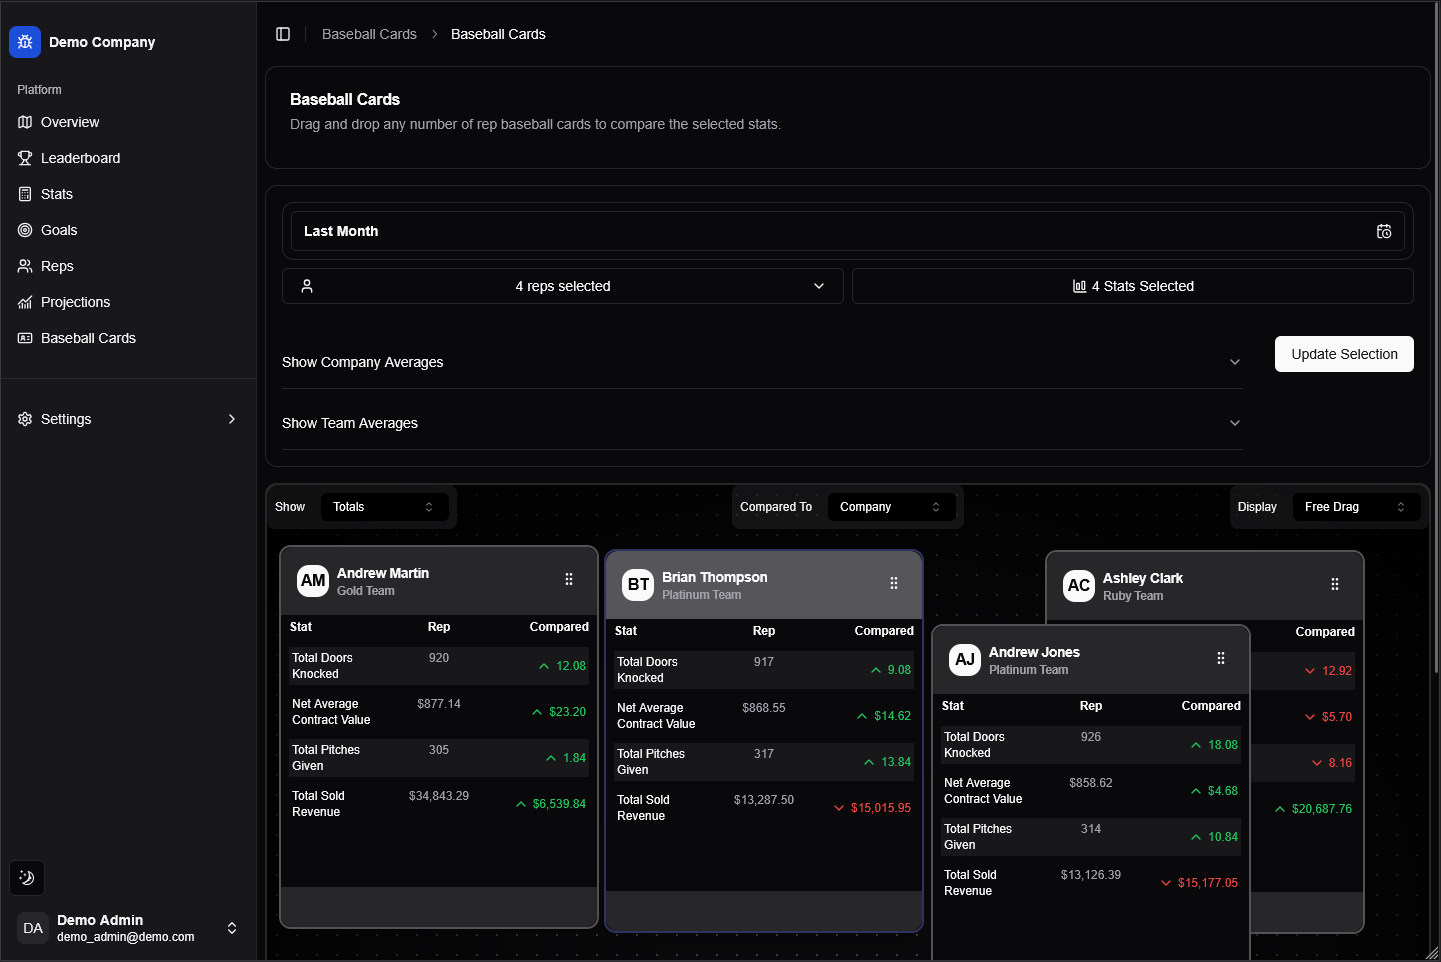 Demo Company
Platform
Overview
Leaderboard
Stats
Goals
Reps
Projections
Baseball Cards
Settings
DA
Demo Admin
demo_admin@demo.com
Baseball Cards
Baseball Cards
Baseball Cards
Drag and drop any number of rep baseball cards to compare the selected stats.
Last Month
4 reps selected
4 Stats Selected
Show Company Averages
Update Selection
Show Team Averages
Show Totals
Compared To Company
Display Free Drag
AM
Andrew Martin
Gold Team
Stat Rep Compared
Total Doors Knocked 920 12.08
Net Average Contract Value $877.14 $23.20
Total Pitches Given 305 1.84
Total Sold Revenue $34,843.29 $6,539.84
BT
Brian Thompson
Platinum Team
Stat Rep Compared
Total Doors Knocked 917 9.08
Net Average Contract Value $868.55 $14.62
Total Pitches Given 317 13.84
Total Sold Revenue $13,287.50 $15,015.95
AJ
Andrew Jones
Platinum Team
Stat Rep Compared
Total Doors Knocked 926 18.08
Net Average Contract Value $858.62 $4.68
Total Pitches Given 314 10.84
Total Sold Revenue $13,126.39 $15,177.05
AC
Ashley Clark
Ruby Team
Compared
12.92
$5.70
8.16
$20,687.76